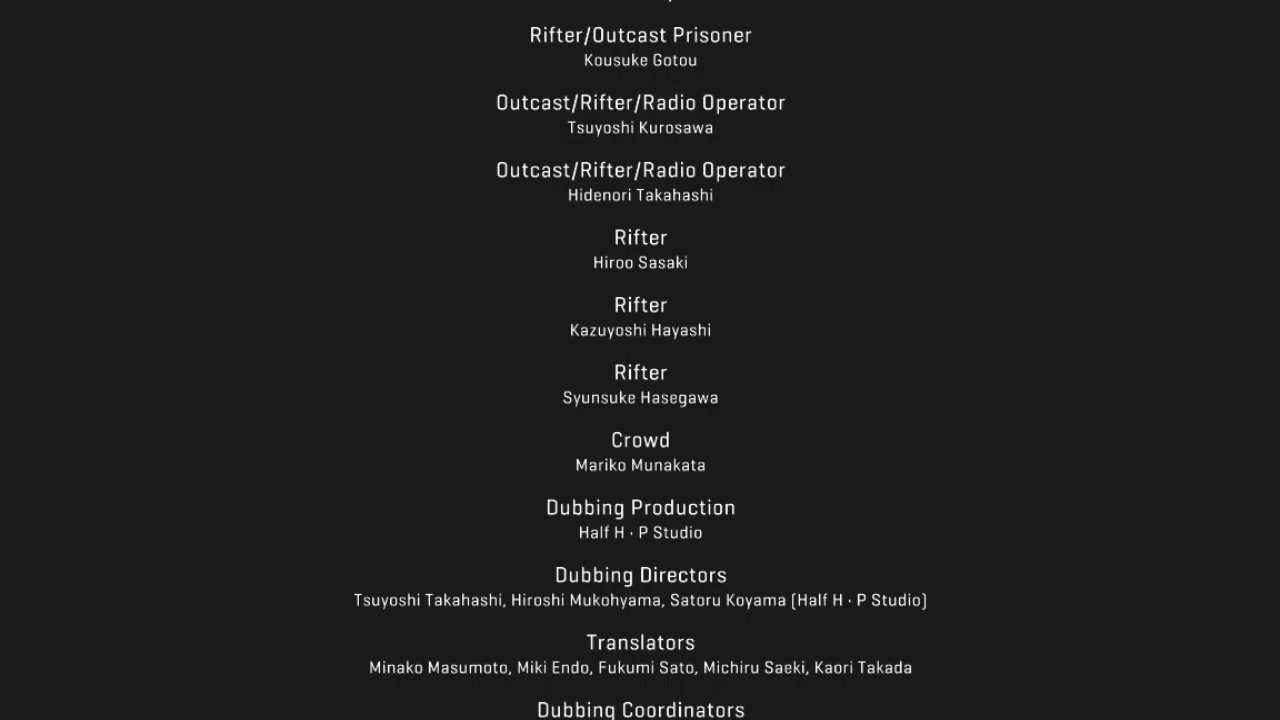 Rifter/Outcast Prisoner
Kousuke Gotou
Outcast/Rifter/Radio Operator
Tsuyoshi Kurosawa
Outcast/Rifter/Radio Operator
Hidenori Takahashi
Rifter
Hiroo Sasaki
Rifter
Kazuyoshi Hayashi
Rifter
Syunsuke Hasegawa
Crowd
Mariko Munakata
Dubbing Production
Half H · P Studio
Dubbing Directors
Tsuyoshi Takahashi, Hiroshi Mukohyama, Satoru Koyama (Half H · P Studio)
Translators
Minako Masumoto, Miki Endo, Fukumi Sato, Michiru Saeki, Kaori Takada
Dubbing Coordinators